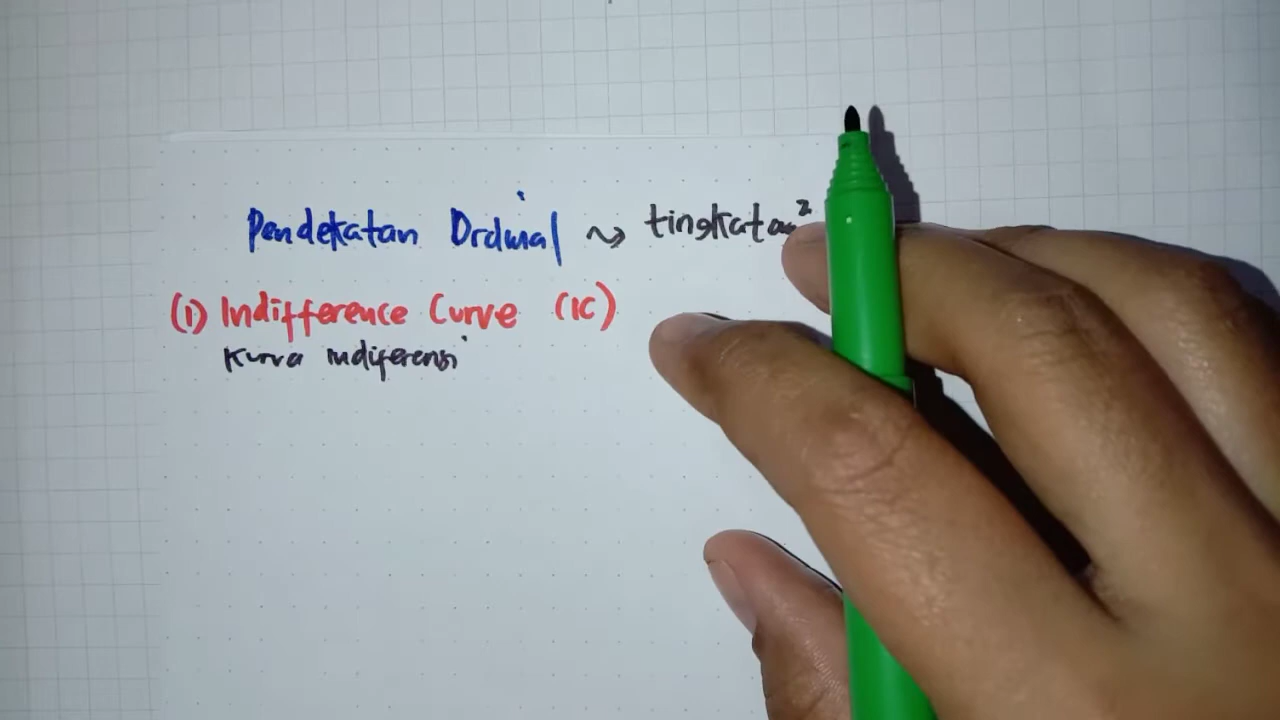 Pendekatan Ordinal ⤳ tingkatan²
(1) Indifference Curve (IC)
Kurva indiferensi